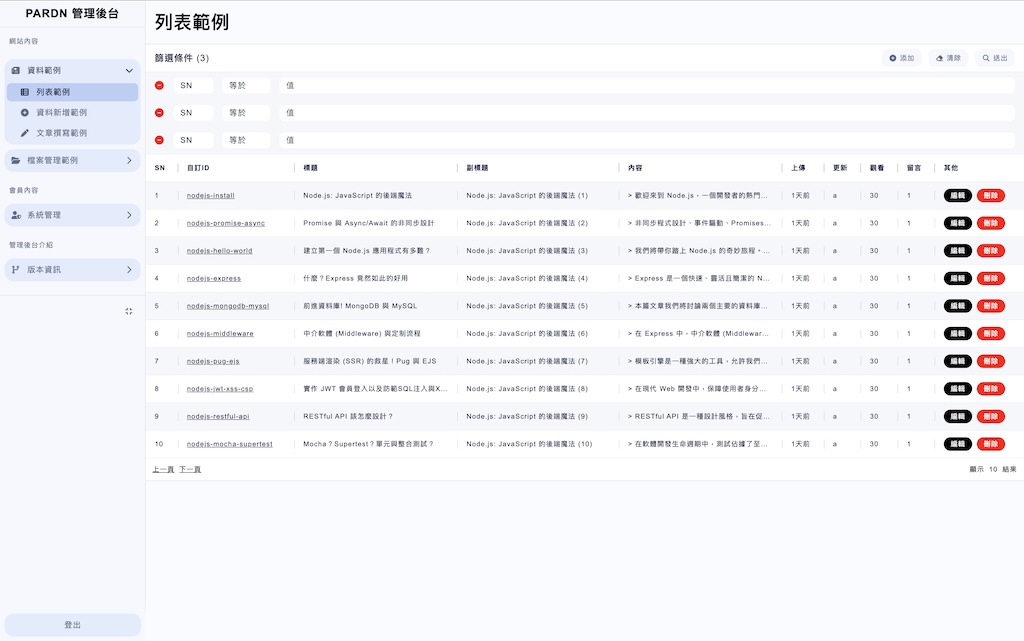 PARDN 管理後台
網站內容
資料範例
列表範例
資料新增範例
文章撰寫範例
檔案管理範例
會員內容
系統管理
管理後台介紹
版本資訊
登出
列表範例
篩選條件 (3)
添加 清除 送出
SN 等於 值
SN 等於 值
SN 等於 值
SN 自訂ID 標題 副標題 內容 上傳 更新 觀看 留言 其他
1 nodejs-install Node.js: JavaScript 的後端魔法 Node.js: JavaScript 的後端魔法 (1) > 歡迎來到 Node.js，一個開發者的熱門... 1天前 a 30 1 編輯 刪除
2 nodejs-promise-async Promise 與 Async/Await 的非同步設計 Node.js: JavaScript 的後端魔法 (2) > 非同步程式設計、事件驅動、Promises... 1天前 a 30 1 編輯 刪除
3 nodejs-hello-world 建立第一個 Node.js 應用程式有多難？ Node.js: JavaScript 的後端魔法 (3) > 我們將帶你踏上 Node.js 的奇妙旅程。... 1天前 a 30 1 編輯 刪除
4 nodejs-express 什麼？Express 竟然如此的好用 Node.js: JavaScript 的後端魔法 (4) > Express 是一個快速、靈活且簡潔的 N... 1天前 a 30 1 編輯 刪除
5 nodejs-mongodb-mysql 前進資料庫! MongoDB 與 MySQL Node.js: JavaScript 的後端魔法 (5) > 本篇文章我們將討論兩個主要的資料庫... 1天前 a 30 1 編輯 刪除
6 nodejs-middleware 中介軟體 (Middleware) 與定制流程 Node.js: JavaScript 的後端魔法 (6) > 在 Express 中，中介軟體 (Middlewar... 1天前 a 30 1 編輯 刪除
7 nodejs-pug-ejs 服務端渲染 (SSR) 的救星！Pug 與 EJS Node.js: JavaScript 的後端魔法 (7) > 模板引擎是一種強大的工具，允許我們... 1天前 a 30 1 編輯 刪除
8 nodejs-jwt-xss-csp 實作 JWT 會員登入以及防範SQL注入與X... Node.js: JavaScript 的後端魔法 (8) > 在現代 Web 開發中，保障使用者身分... 1天前 a 30 1 編輯 刪除
9 nodejs-restful-api RESTful API 該怎麼設計？ Node.js: JavaScript 的後端魔法 (9) > RESTful API 是一種設計風格，旨在促... 1天前 a 30 1 編輯 刪除
10 nodejs-mocha-supertest Mocha？Supertest？單元與整合測試？ Node.js: JavaScript 的後端魔法 (10) > 在軟體開發生命週期中，測試佔據了至... 1天前 a 30 1 編輯 刪除
上一頁 下一頁 顯示 10 結果